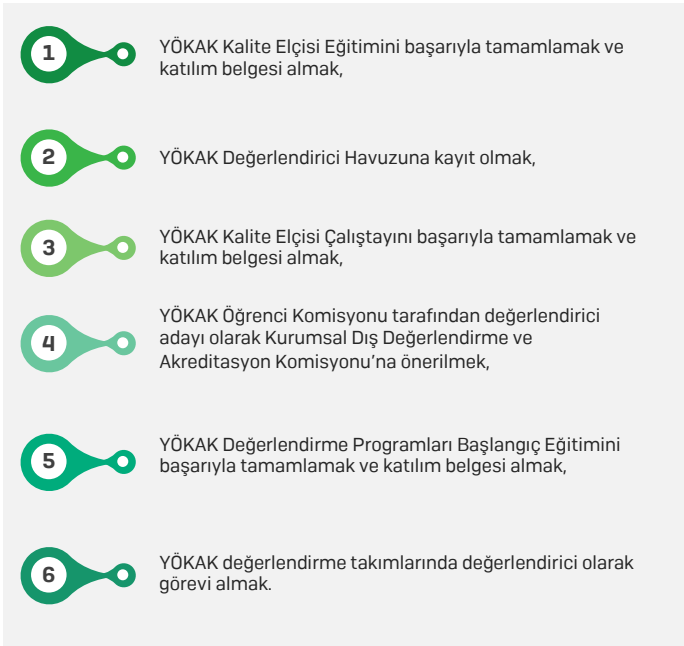 1
YÖKAK Kalite Elçisi Eğitimini başarıyla tamamlamak ve
katılım belgesi almak,
2
YÖKAK Değerlendirici Havuzuna kayıt olmak,
3
YÖKAK Kalite Elçisi Çalıştayını başarıyla tamamlamak ve
katılım belgesi almak,
4
YÖKAK Öğrenci Komisyonu tarafından değerlendirici
adayı olarak Kurumsal Dış Değerlendirme ve
Akreditasyon Komisyonu’na önerilmek,
5
YÖKAK Değerlendirme Programları Başlangıç Eğitimini
başarıyla tamamlamak ve katılım belgesi almak,
6
YÖKAK değerlendirme takımlarında değerlendirici olarak
görevi almak.